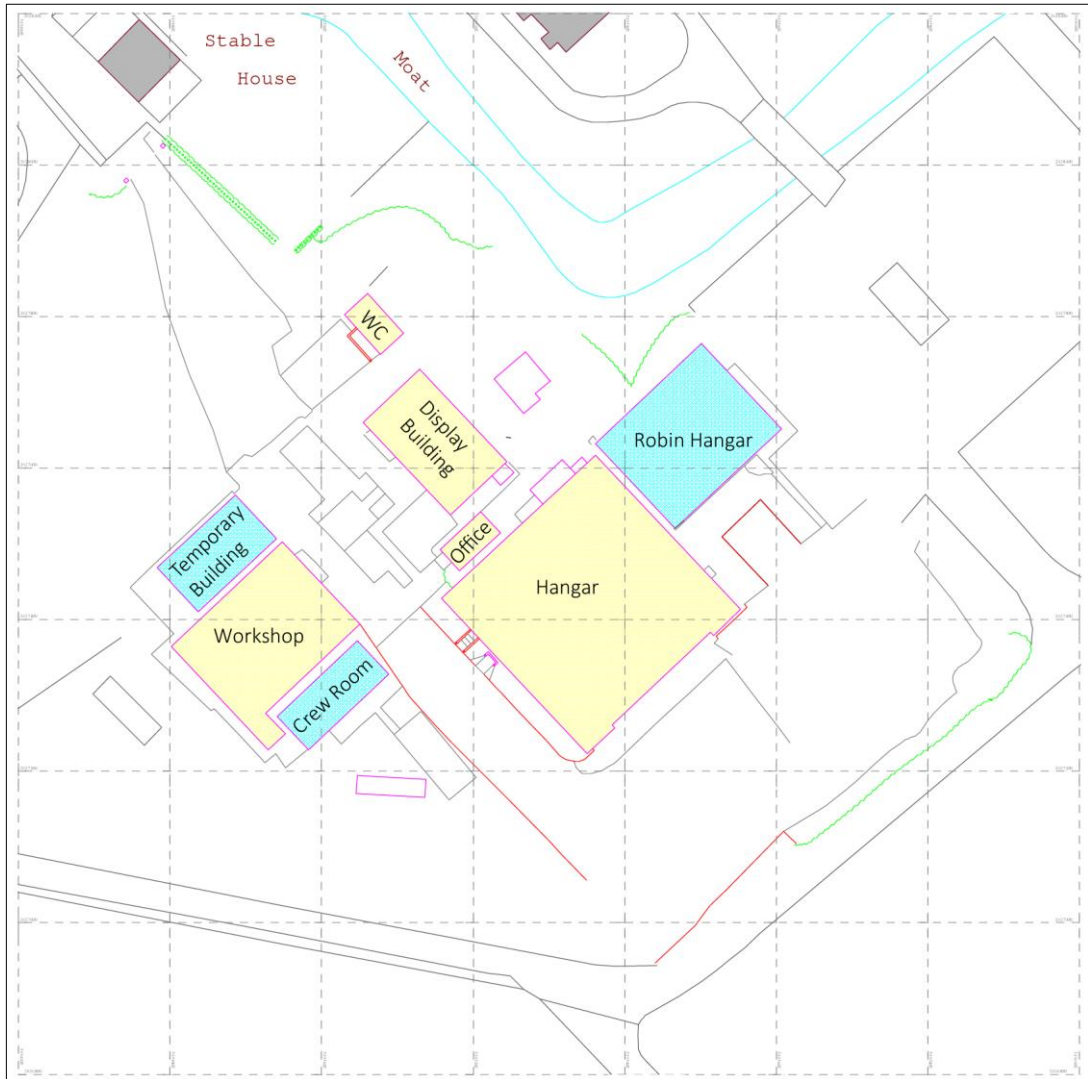 Stable
House
Moat
WC
Display
Building
Robin Hangar
Office
Temporary
Building
Hangar
Workshop
Crew Room